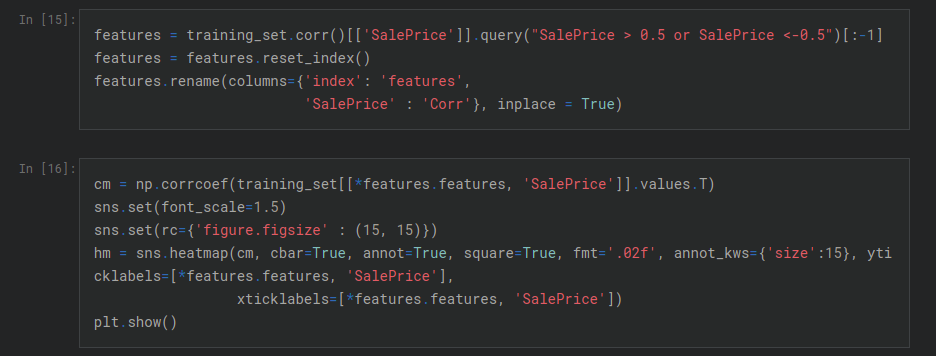 In [15]:
features = training_set.corr()[['SalePrice']].query("SalePrice > 0.5 or SalePrice <-0.5")[:-1]
features = features.reset_index()
features.rename(columns={'index': 'features',
                         'SalePrice' : 'Corr'}, inplace = True)
In [16]:
cm = np.corrcoef(training_set[[*features.features, 'SalePrice']].values.T)
sns.set(font_scale=1.5)
sns.set(rc={'figure.figsize' : (15, 15)})
hm = sns.heatmap(cm, cbar=True, annot=True, square=True, fmt='.02f', annot_kws={'size':15}, yti
cklabels=[*features.features, 'SalePrice'],
                 xticklabels=[*features.features, 'SalePrice'])
plt.show()